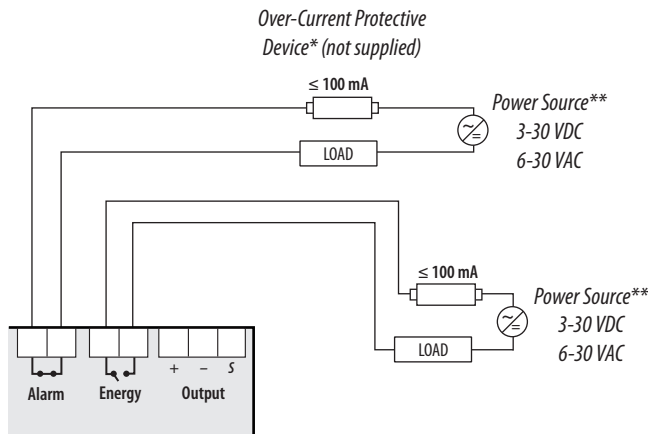 Over-Current Protective
Device* (not supplied)
≤ 100 mA
LOAD
Power Source**
3-30 VDC
6-30 VAC
≤ 100 mA
LOAD
Power Source**
3-30 VDC
6-30 VAC
+ – S
Alarm Energy Output